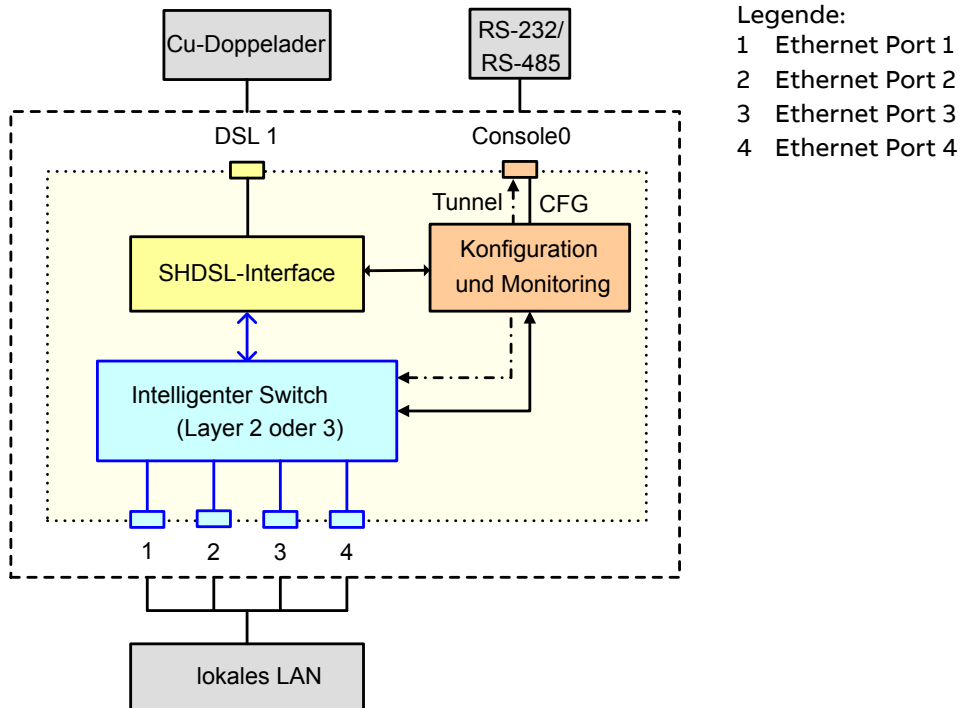 Cu-Doppelader
RS-232/
RS-485
Legende:
1 Ethernet Port 1
2 Ethernet Port 2
3 Ethernet Port 3
4 Ethernet Port 4
DSL 1
Console0
Tunnel
CFG
SHDSL-Interface
Konfiguration
und Monitoring
Intelligenter Switch
(Layer 2 oder 3)
1 2 3 4
lokales LAN